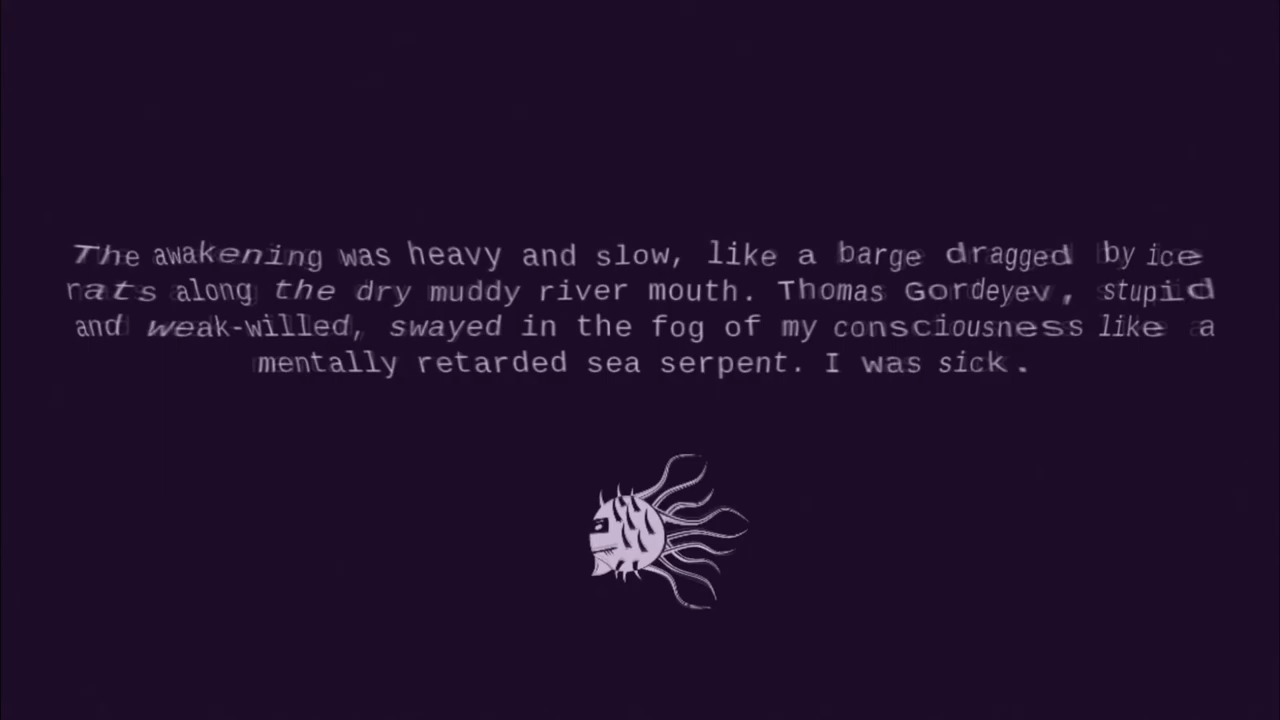 The awakening was heavy and slow, like a barge dragged by ice
rats along the dry muddy river mouth. Thomas Gordeyev, stupid
and weak-willed, swayed in the fog of my consciousness like a
mentally retarded sea serpent. I was sick.